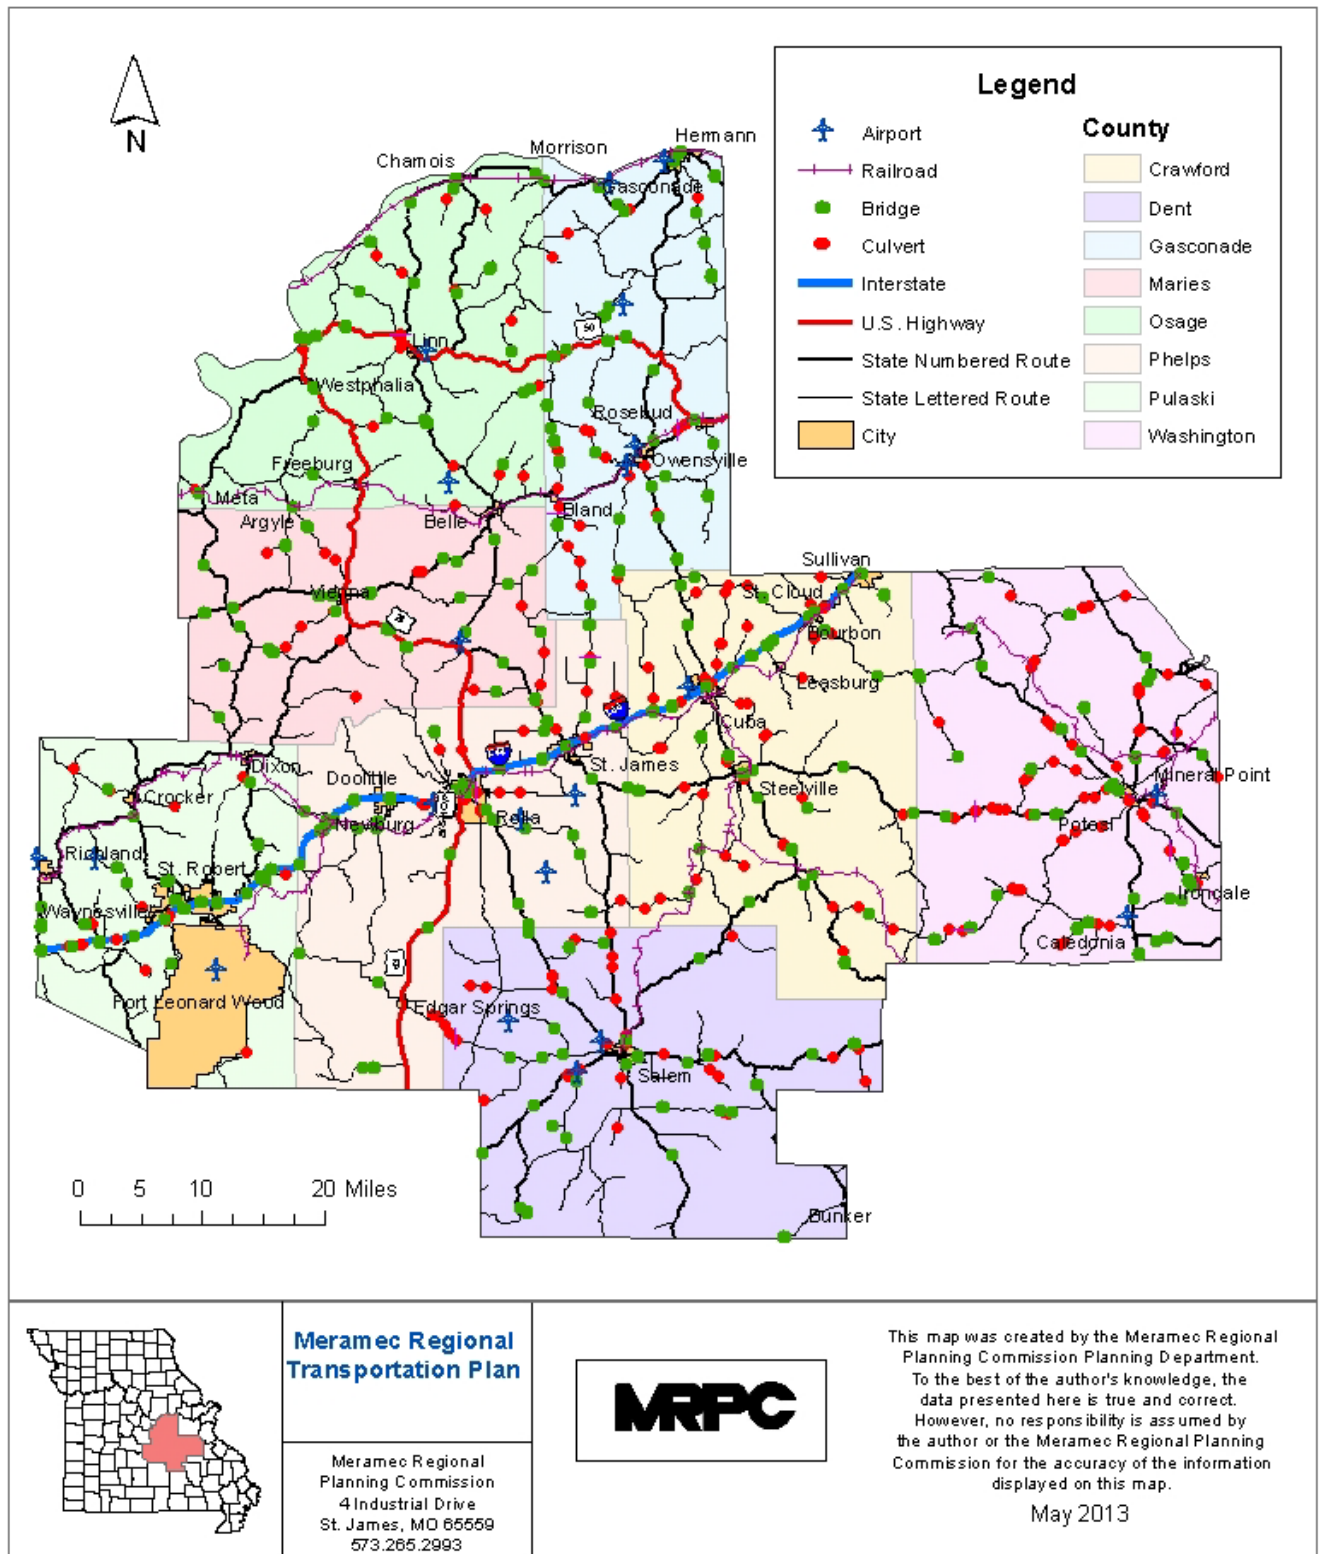 N
Legend
Airport
Railroad
Bridge
Culvert
Interstate
U.S. Highway
State Numbered Route
State Lettered Route
City
County
Crawford
Dent
Gasconade
Maries
Osage
Phelps
Pulaski
Washington
Hermann
Morrison
Chamois
Gasconade
50
Linn
Westphalia
Rosebud
Owensville
Freeburg
Meta
Argyle
Belle
Bland
Sullivan
St. Cloud
Vienna
Bourbon
Leasburg
Cuba
Dixon
Doolittle
St. James
Mineral Point
Crocker
Steelville
Newburg
Rolla
Potosi
Richland
St. Robert
Irondale
Waynesville
Caledonia
63
Fort Leonard Wood
Edgar Springs
Salem
0 5 10 20 Miles
Bunker
Meramec Regional
Transportation Plan
Meramec Regional
Planning Commission
4 Industrial Drive
St. James, MO 65559
573.265.2993
MRPC
This map was created by the Meramec Regional
Planning Commission Planning Department.
To the best of the author's knowledge, the
data presented here is true and correct.
However, no responsibility is assumed by
the author or the Meramec Regional Planning
Commission for the accuracy of the information
displayed on this map.
May 2013